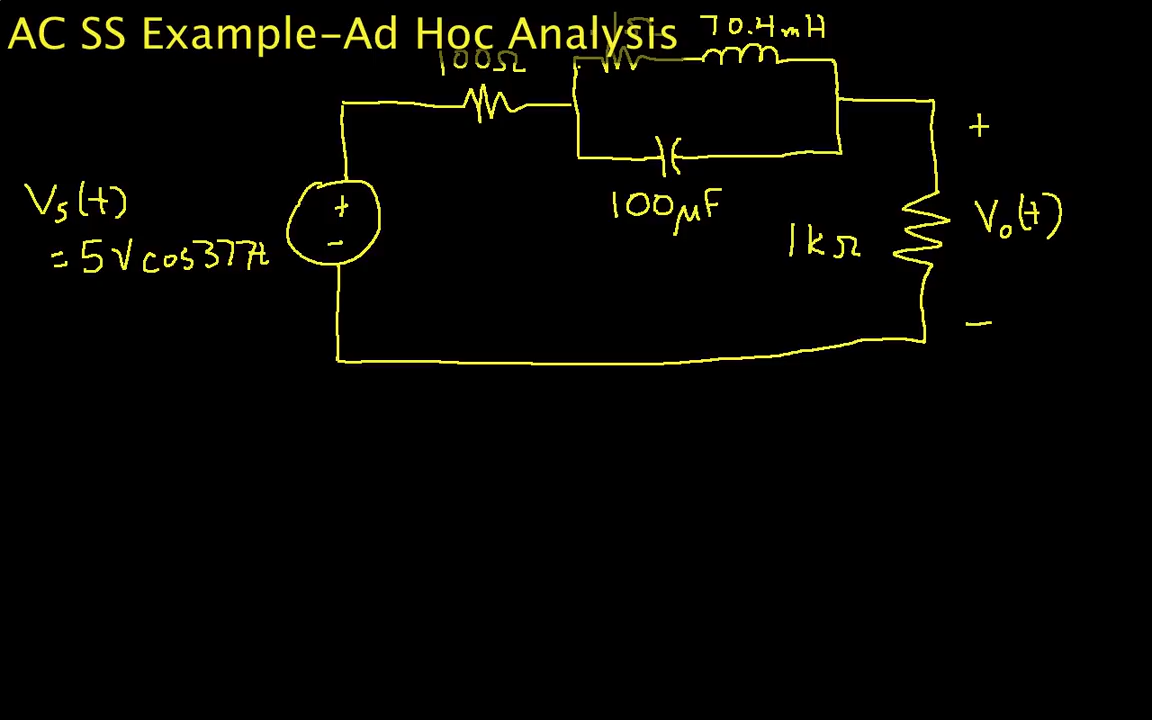 AC SS Example-Ad Hoc Analysis
70.4mH
100Ω
+
Vs(t)
= 5V cos377t
+
-
100μF
1kΩ
Vo(t)
-